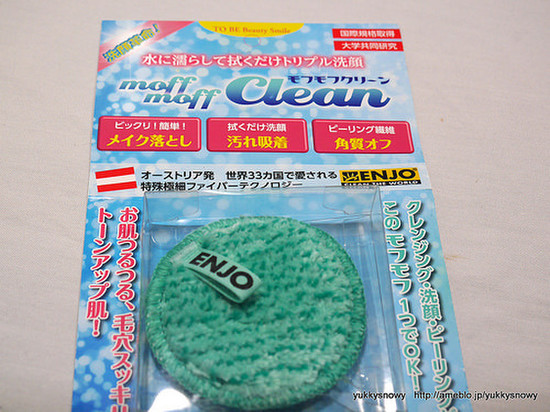 TO BE Beauty Smile
国際規格取得
大学共同研究
洗顔革命!
水に濡らして拭くだけトリプル洗顔
moff moff Clean
モフモフクリーン
ビックリ!簡単!
メイク落とし
拭くだけ洗顔
汚れ吸着
ピーリング繊維
角質オフ
オーストリア発 世界33カ国で愛される
特殊極細ファイバーテクノロジー
ENJO
CLEAN THE WORLD
クレンジング・洗顔・ピーリン
このモフモフ1つでOK!
お肌つるつる、毛穴スッキリ
トーンアップ肌!
ENJO
yukkysnowy http://ameblo.jp/yukkysnowy